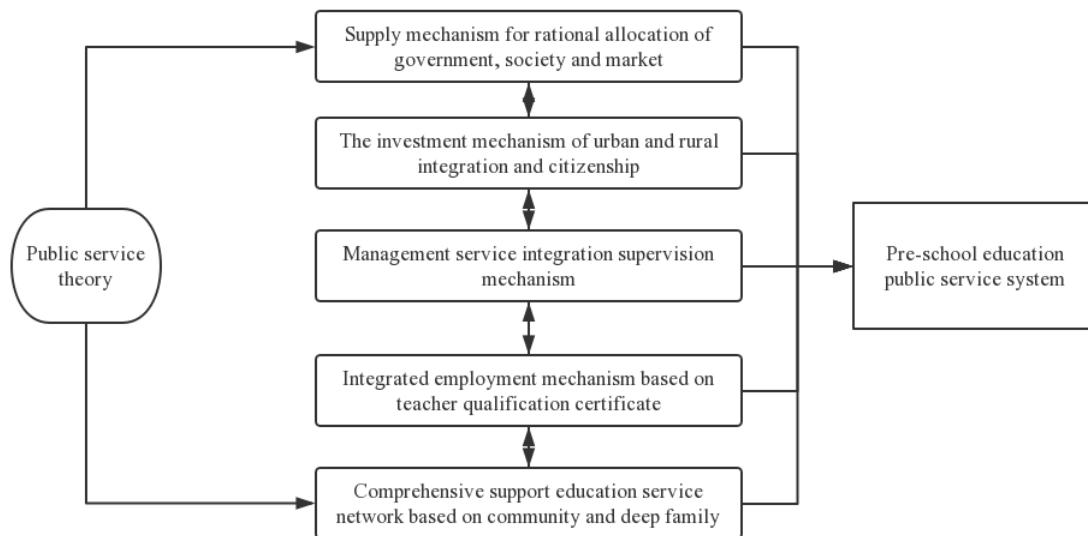 Supply mechanism for rational allocation of
government, society and market
The investment mechanism of urban and rural
integration and citizenship
Public service
theory
Management service integration supervision
mechanism
Pre-school education
public service system
Integrated employment mechanism based on
teacher qualification certificate
Comprehensive support education service
network based on community and deep family